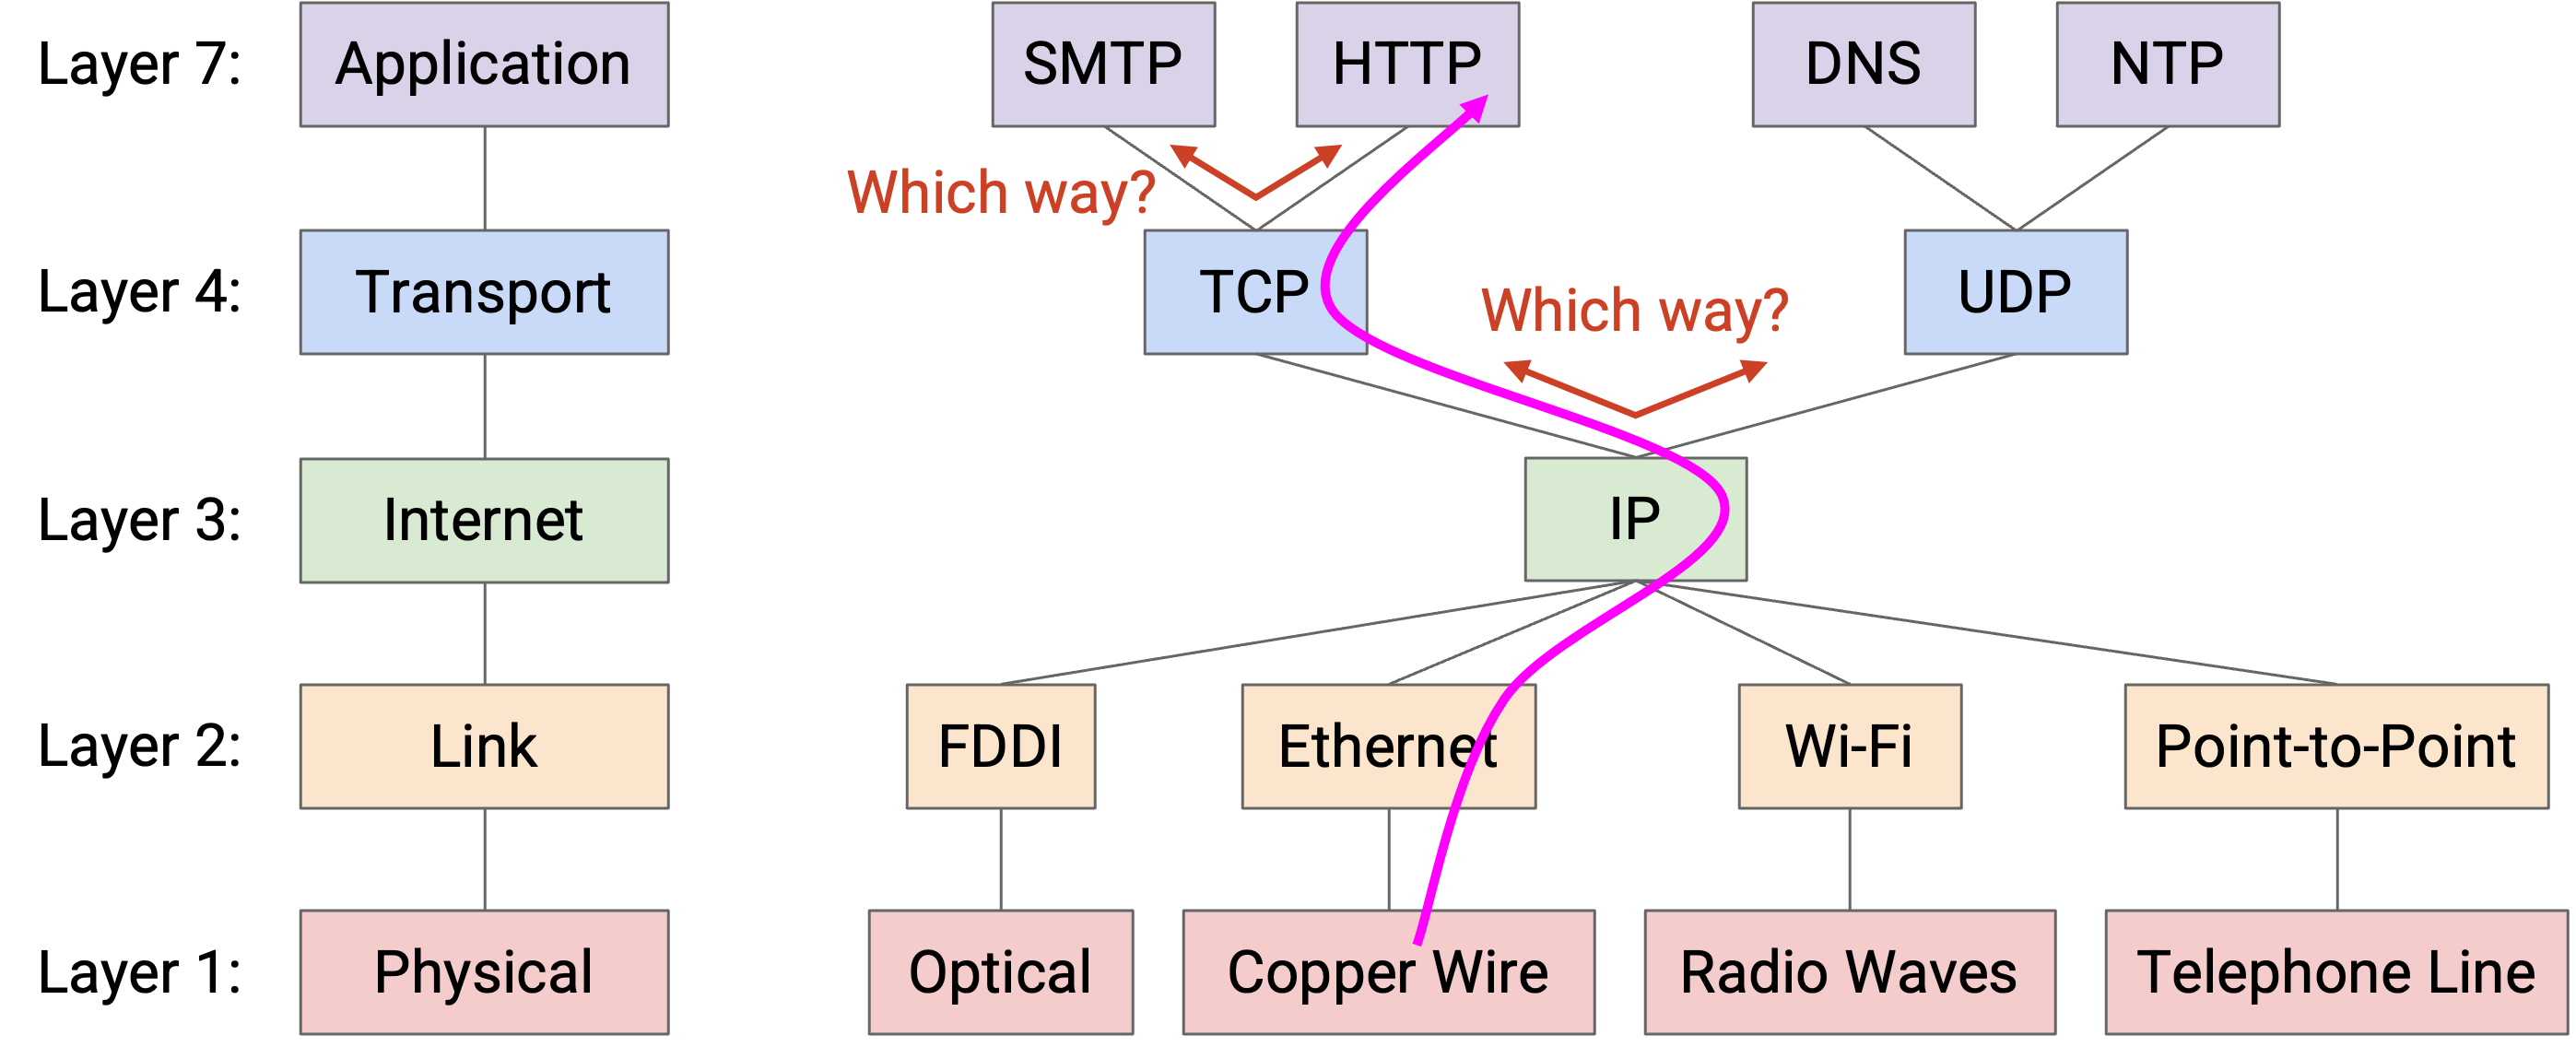 Layer 7:
Application
SMTP
HTTP
DNS
NTP
Which way?
Layer 4:
Transport
TCP
Which way?
UDP
Layer 3:
Internet
IP
Layer 2:
Link
FDDI
Ethernet
Wi-Fi
Point-to-Point
Layer 1:
Physical
Optical
Copper Wire
Radio Waves
Telephone Line